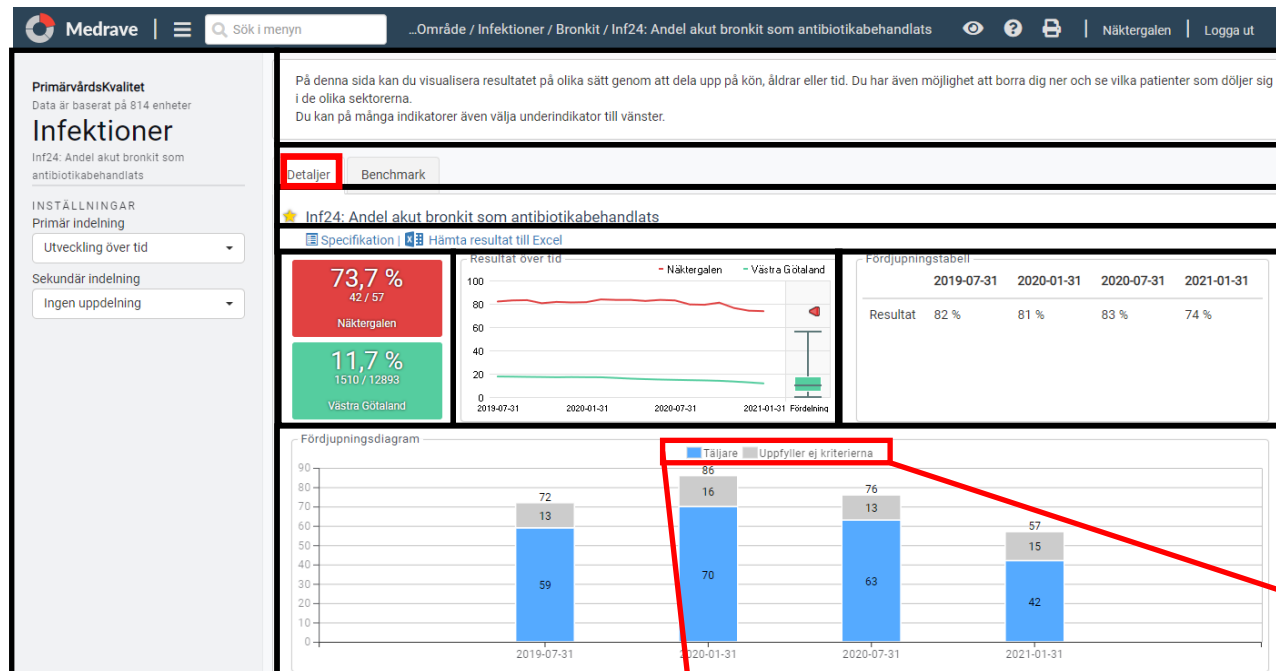 Medrave
Sök i menyn
...Område / Infektioner / Bronkit / Inf24: Andel akut bronkit som antibiotikabehandlats
Näktergalen
Logga ut
PrimärvårdsKvalitet
Data är baserat på 814 enheter
Infektioner
Inf24: Andel akut bronkit som
antibiotikabehandlats
INSTÄLLNINGAR
Primär indelning
Utveckling över tid
Sekundär indelning
Ingen uppdelning
På denna sida kan du visualisera resultatet på olika sätt genom att dela upp på kön, åldrar eller tid. Du har även möjlighet att borra dig ner och se vilka patienter som döljer sig
i de olika sektorerna.
Du kan på många indikatorer även välja underindikator till vänster.
Detaljer
Benchmark
Inf24: Andel akut bronkit som antibiotikabehandlats
Specifikation | Hämta resultat till Excel
73,7 %
42 / 57
Näktergalen
11,7 %
1510 / 12893
Västra Götaland
Resultat över tid
Näktergalen
Västra Götaland
100
80
60
40
20
0
2019-07-31 2020-01-31 2020-07-31 2021-01-31 Fördelning
Fördjupningstabell
2019-07-31 2020-01-31 2020-07-31 2021-01-31
Resultat 82 % 81 % 83 % 74 %
Fördjupningsdiagram
Täljare Uppfyller ej kriterierna
90
80
70
60
50
40
30
20
10
0
72
13
59
86
16
70
76
13
63
57
15
42
2019-07-31 2020-01-31 2020-07-31 2021-01-31